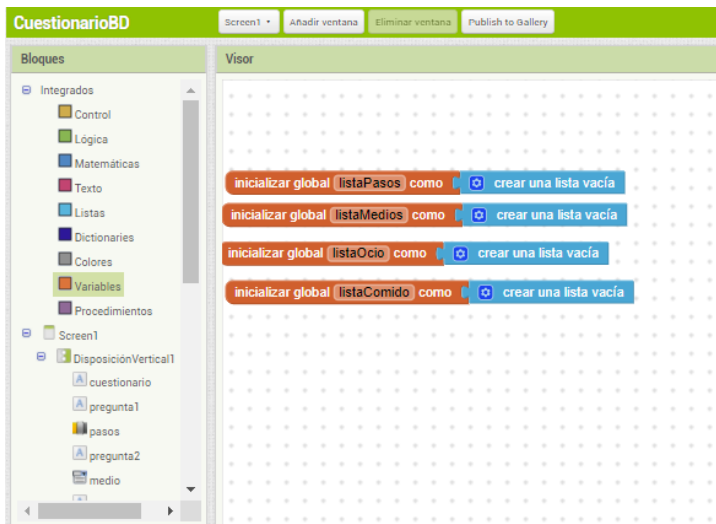 CuestionarioBD
Screen1
Añadir ventana
Eliminar ventana
Publish to Gallery
Bloques
Visor
Integrados
Control
Lógica
Matemáticas
Texto
Listas
Dictionaries
Colores
Variables
Procedimientos
Screen1
DisposiciónVertical1
cuestionario
pregunta1
pasos
pregunta2
medio
inicializar global listaPasos como crear una lista vacía
inicializar global listaMedios como crear una lista vacía
inicializar global listaOcio como crear una lista vacía
inicializar global listaComido como crear una lista vacía